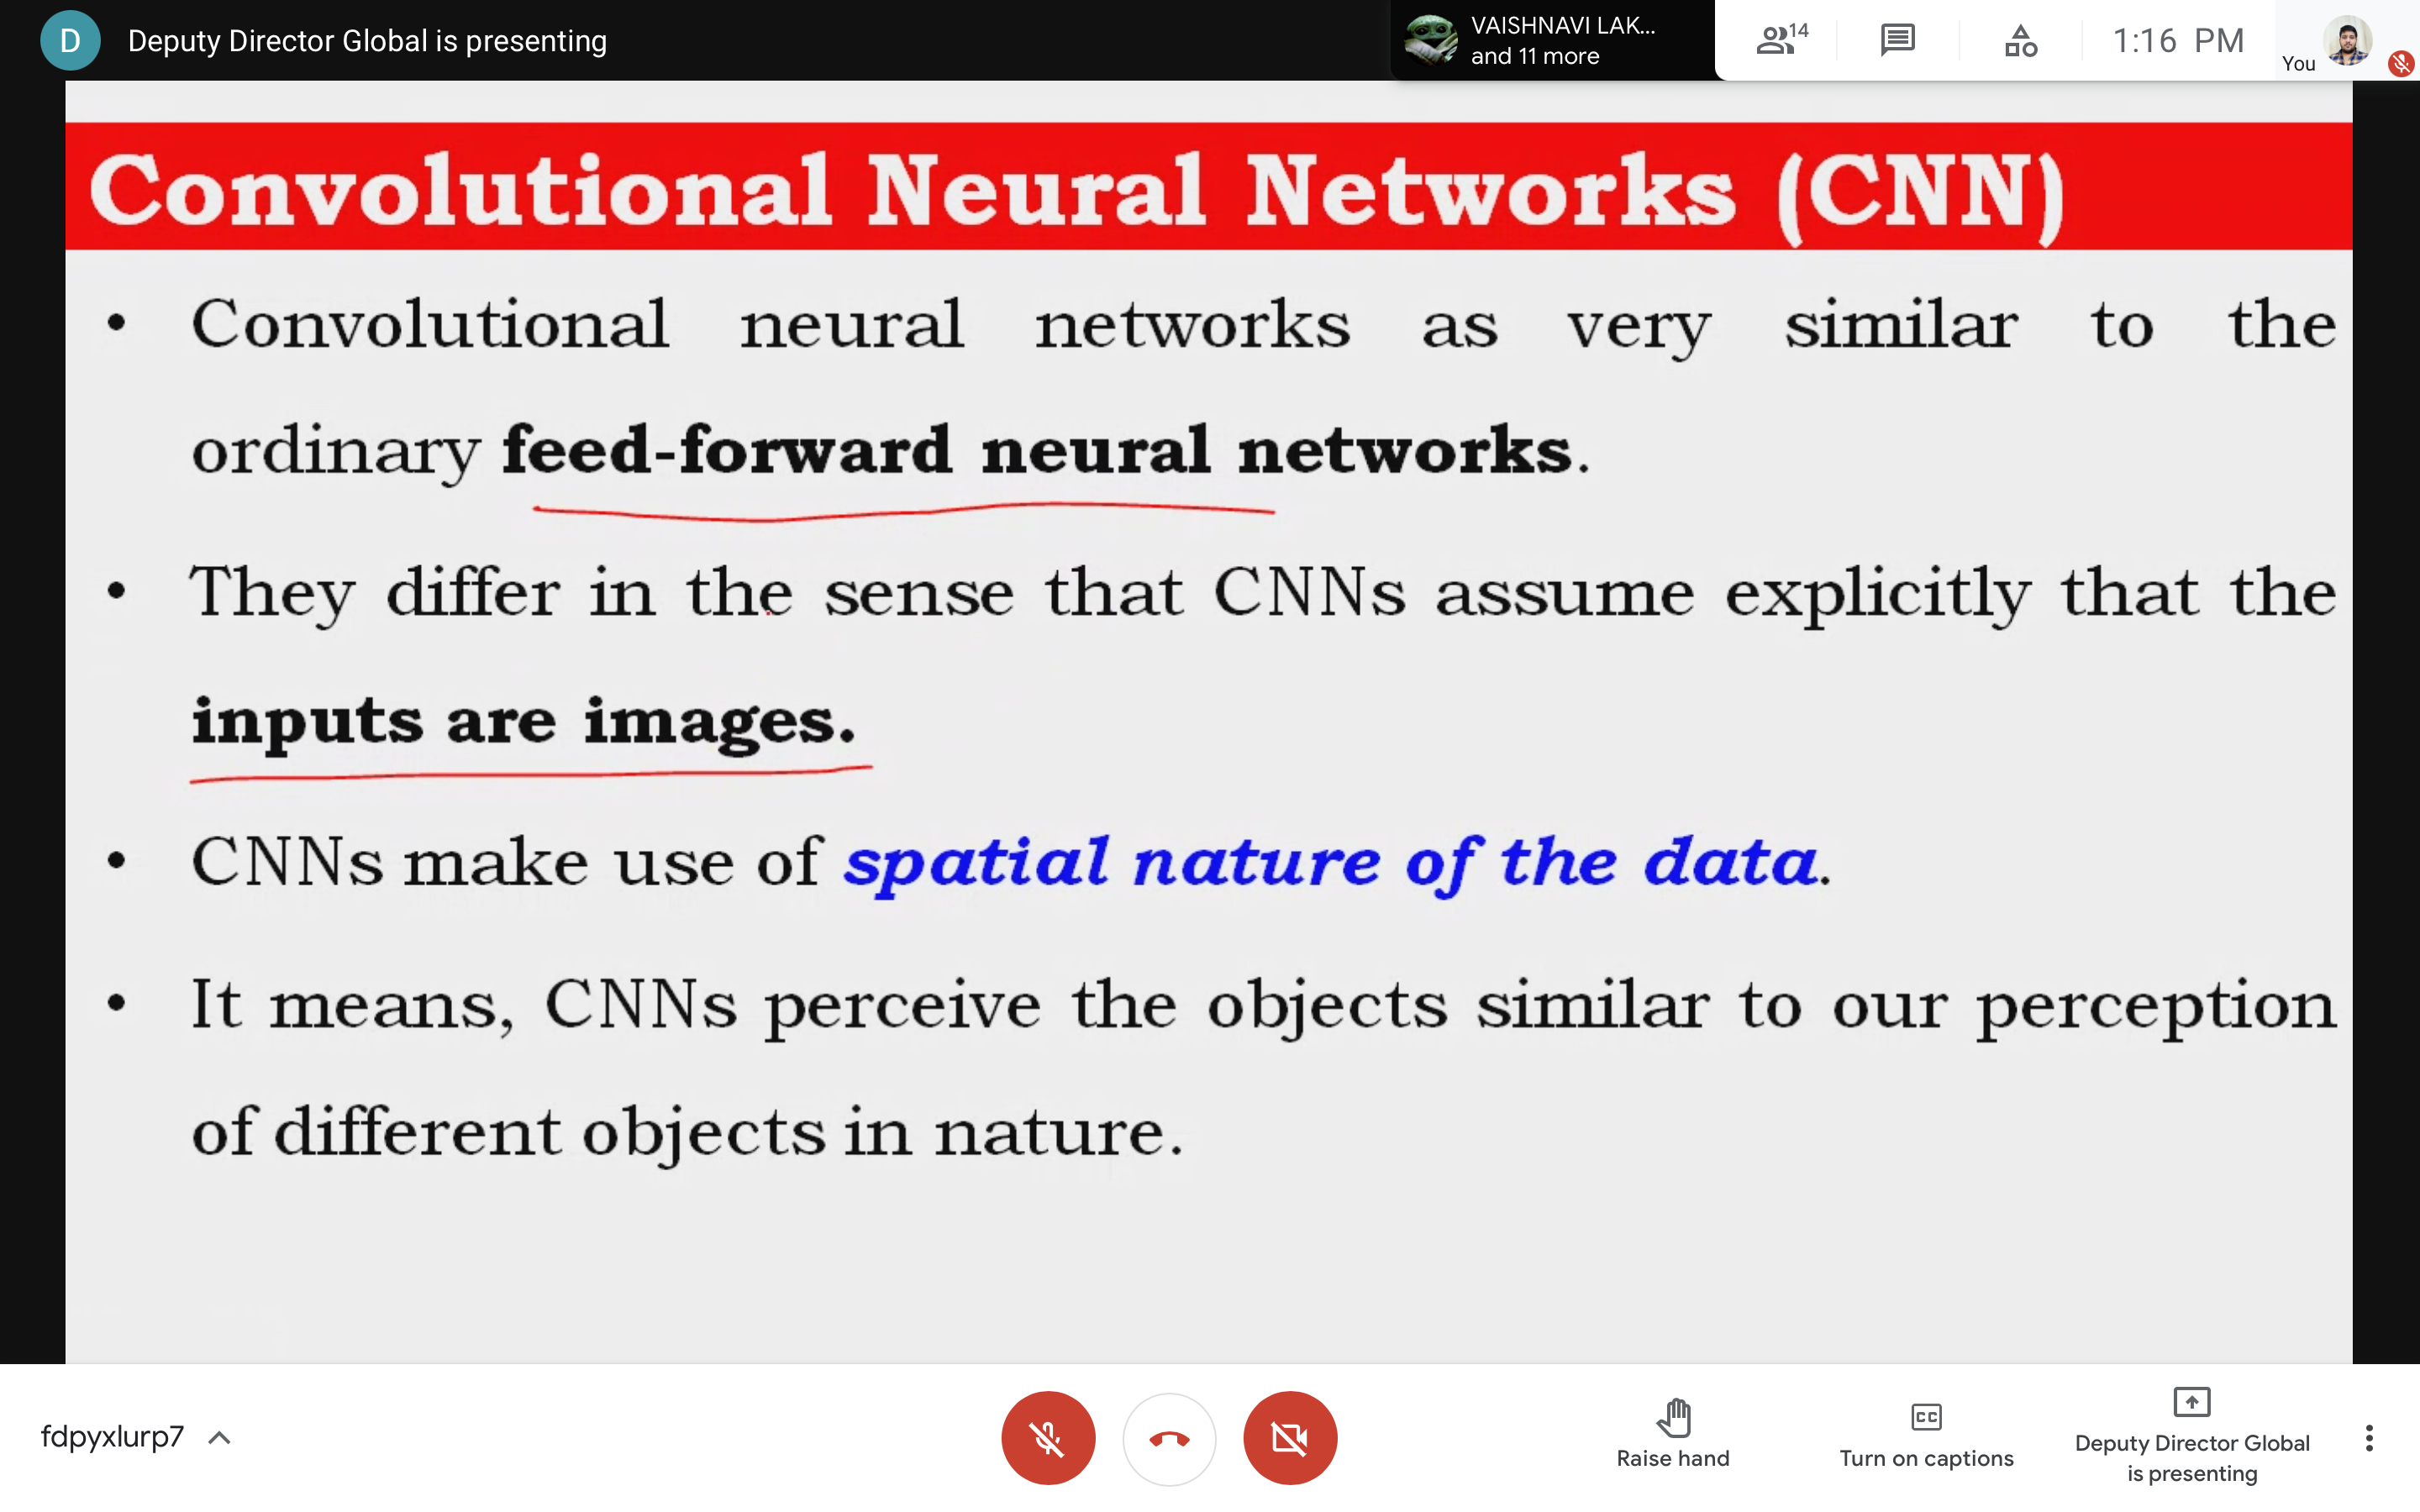 D Deputy Director Global is presenting
VAISHNAVI LAK...
and 11 more
14
1:16 PM
You
Convolutional Neural Networks (CNN)
• Convolutional neural networks as very similar to the
ordinary feed-forward neural networks.
• They differ in the sense that CNNs assume explicitly that the
inputs are images.
• CNNs make use of spatial nature of the data.
• It means, CNNs perceive the objects similar to our perception
of different objects in nature.
fdpyxlurp7
Raise hand
CC
Turn on captions
Deputy Director Global
is presenting